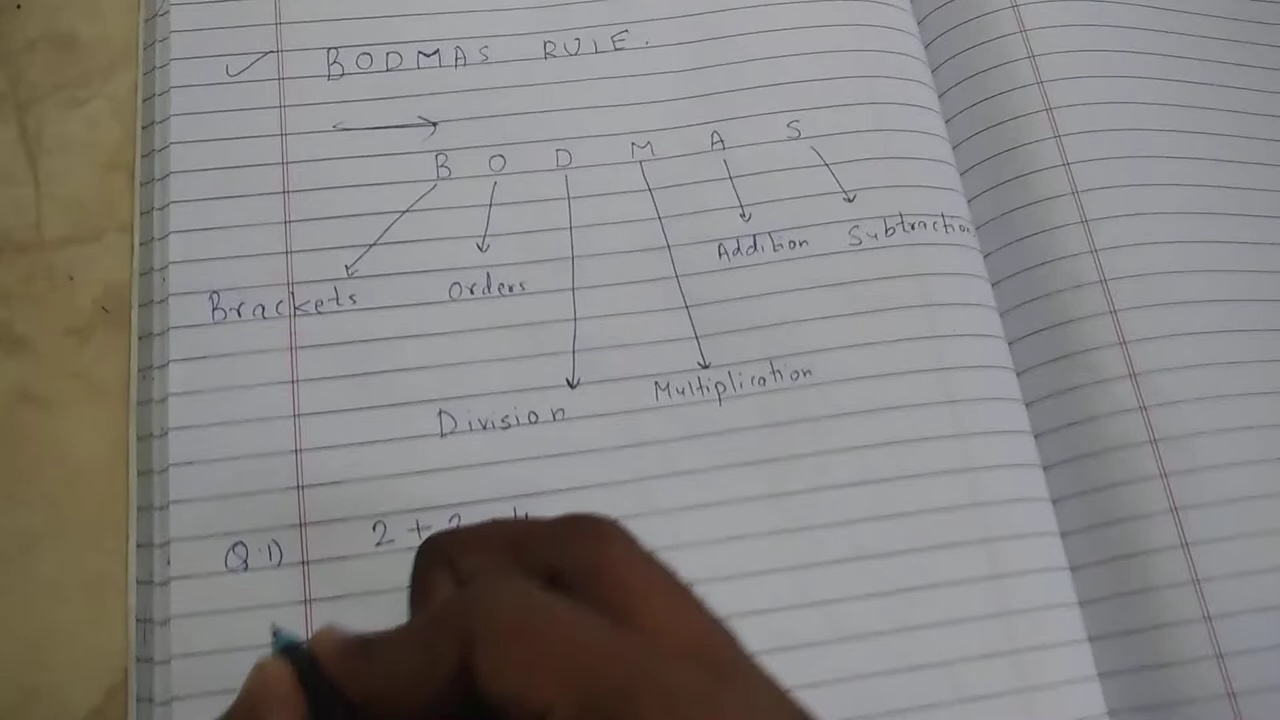 BODMAS RULE.
B O D M A S
Addition Subtraction
Brackets Orders
Multiplication
Division
Q.1) 2 +